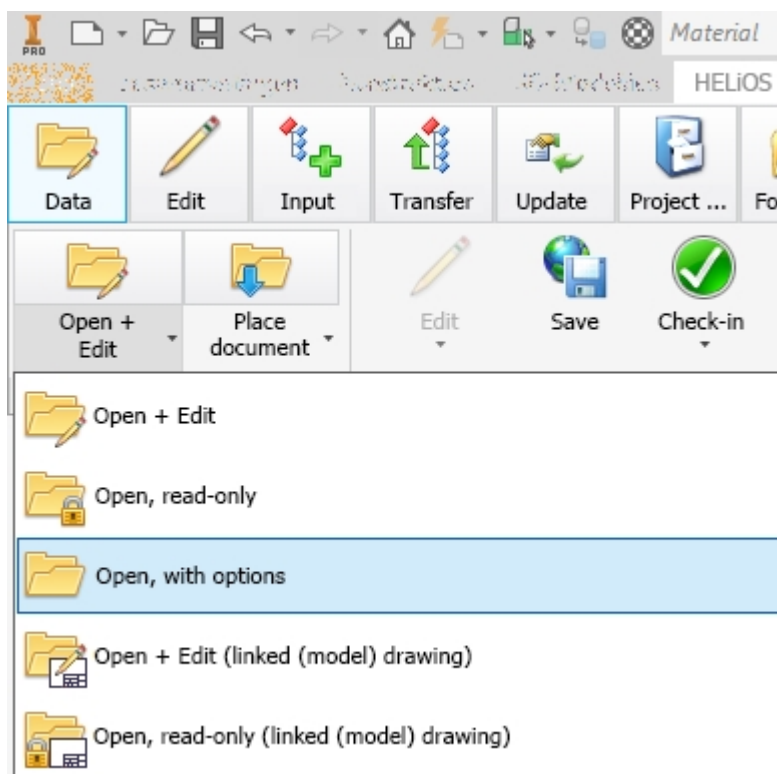 PRO
Material
HELiOS
Data
Edit
Input
Transfer
Update
Project ...
Fo
Open +
Edit
Place
document
Edit
Save
Check-in
Open + Edit
Open, read-only
Open, with options
Open + Edit (linked (model) drawing)
Open, read-only (linked (model) drawing)